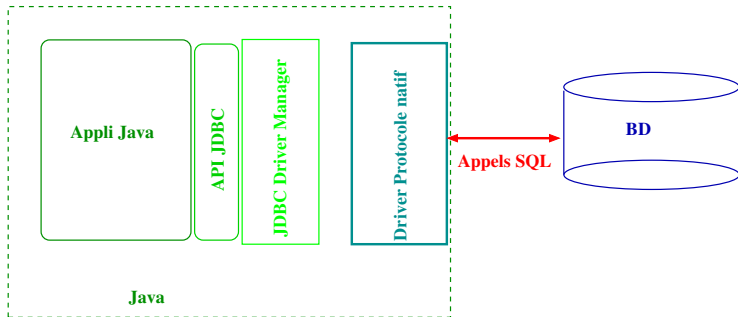 Appli Java
API JDBC
JDBC Driver Manager
Driver Protocole natif
Appels SQL
BD
Java